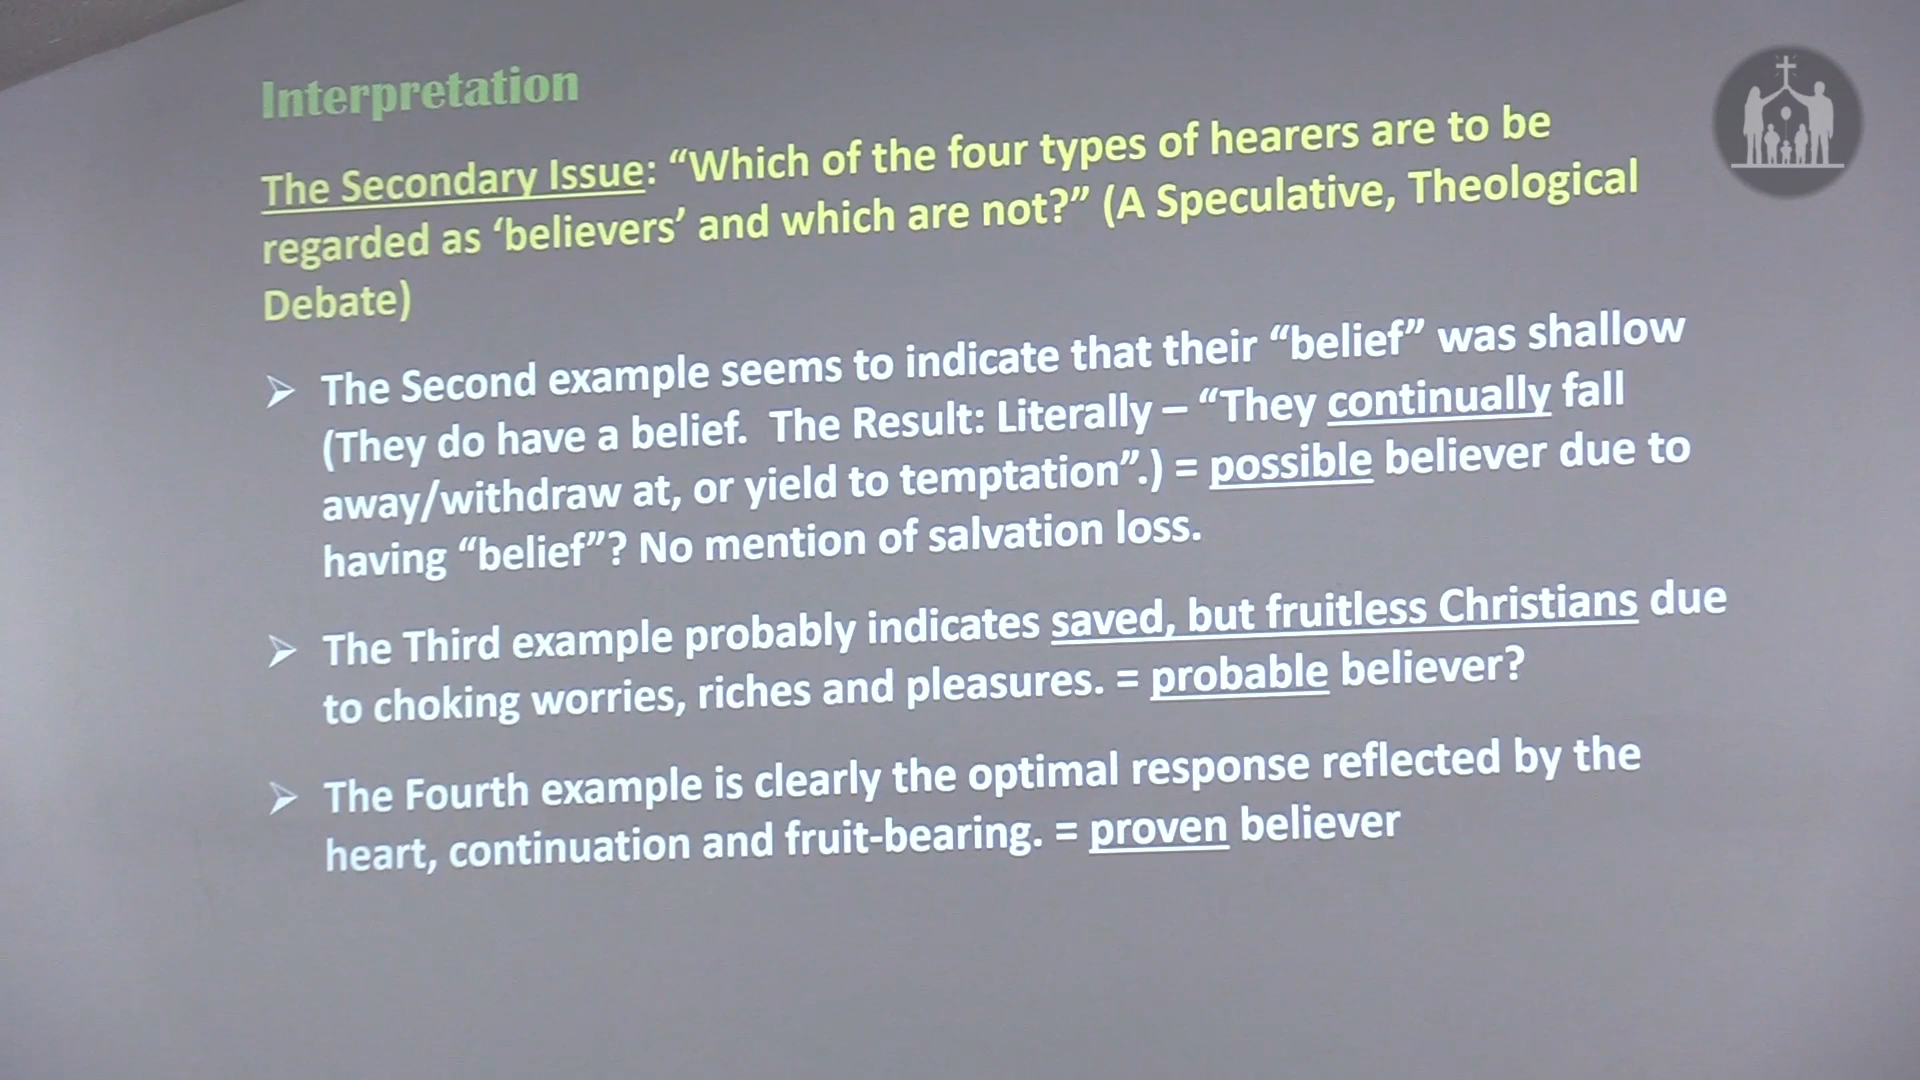 Interpretation
The Secondary Issue: “Which of the four types of hearers are to be
regarded as ‘believers’ and which are not?” (A Speculative, Theological
Debate)
➢ The Second example seems to indicate that their “belief” was shallow
(They do have a belief.  The Result: Literally – “They continually fall
away/withdraw at, or yield to temptation”.) = possible believer due to
having “belief”? No mention of salvation loss.
➢ The Third example probably indicates saved, but fruitless Christians due
to choking worries, riches and pleasures. = probable believer?
➢ The Fourth example is clearly the optimal response reflected by the
heart, continuation and fruit-bearing. = proven believer